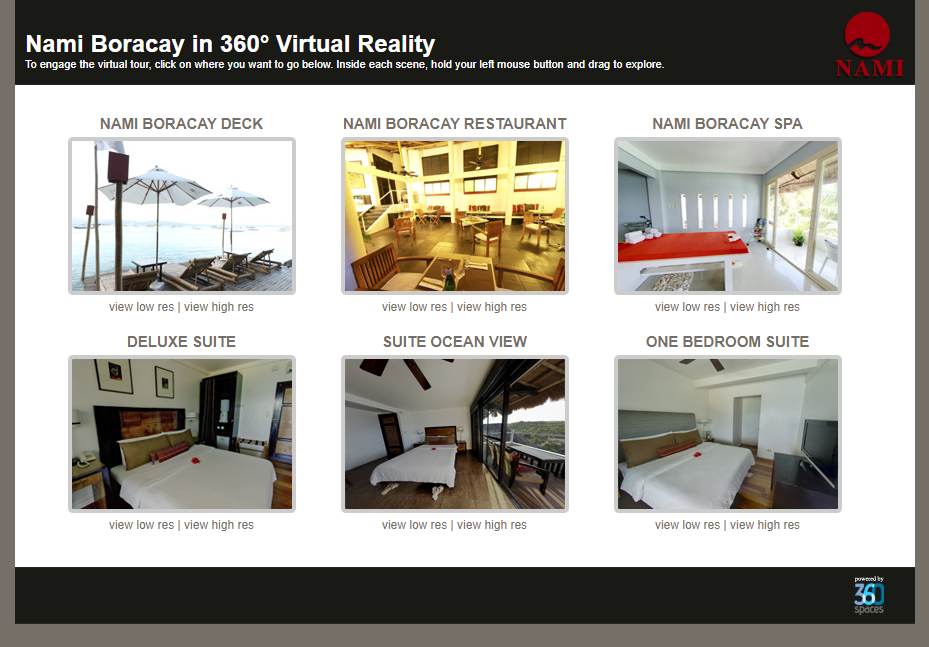 Nami Boracay in 360° Virtual Reality
To engage the virtual tour, click on where you want to go below. Inside each scene, hold your left mouse button and drag to explore.
NAMI
NAMI BORACAY DECK
NAMI BORACAY RESTAURANT
NAMI BORACAY SPA
view low res | view high res
view low res | view high res
view low res | view high res
DELUXE SUITE
SUITE OCEAN VIEW
ONE BEDROOM SUITE
view low res | view high res
view low res | view high res
view low res | view high res
powered by
360
spaces